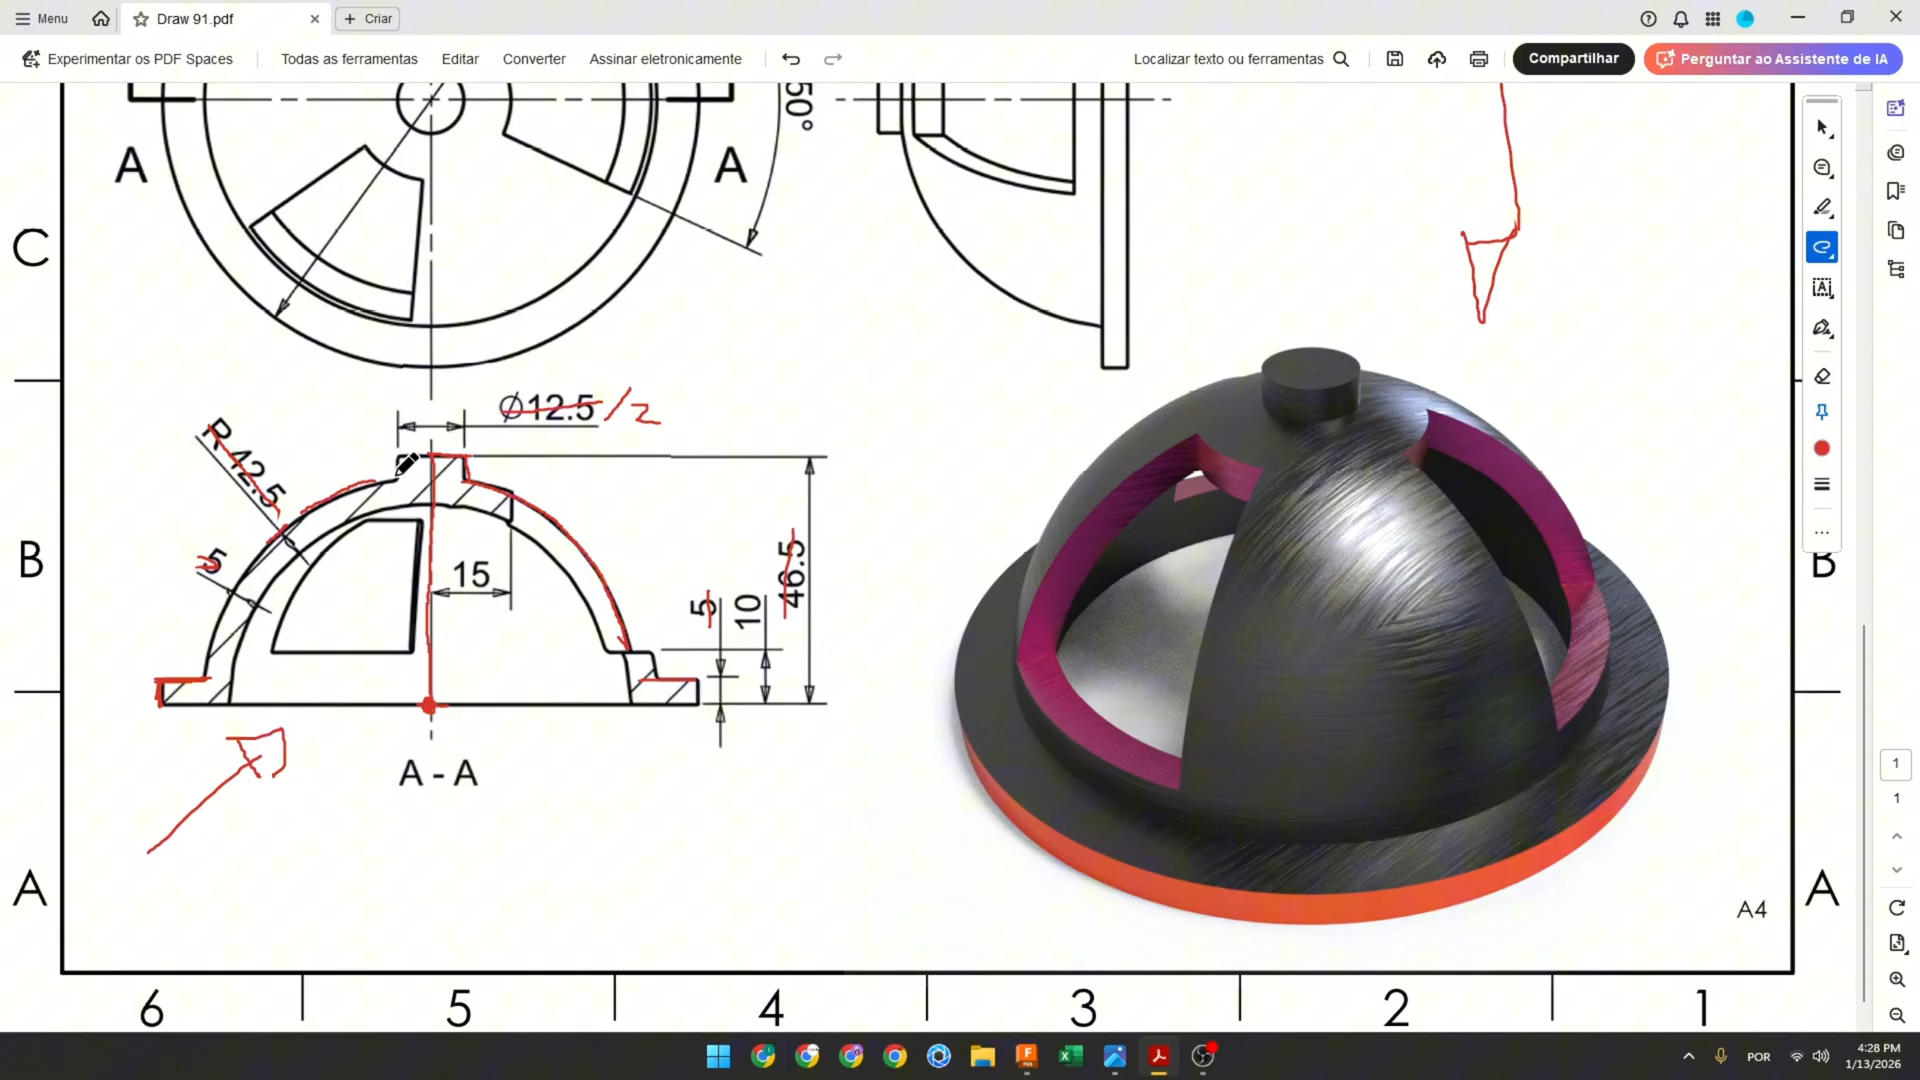 Menu
Draw 91.pdf
Criar
Experimentar os PDF Spaces
Todas as ferramentas
Editar
Converter
Assinar eletronicamente
Localizar texto ou ferramentas
Compartilhar
Perguntar ao Assistente de IA
50°
A
A
C
Ø12.5 /2
R 42.5
5
B
15
5
10
46.5
B
A - A
A
A4
A
6
5
4
3
2
1
1
1
POR
4:28 PM
1/13/2026